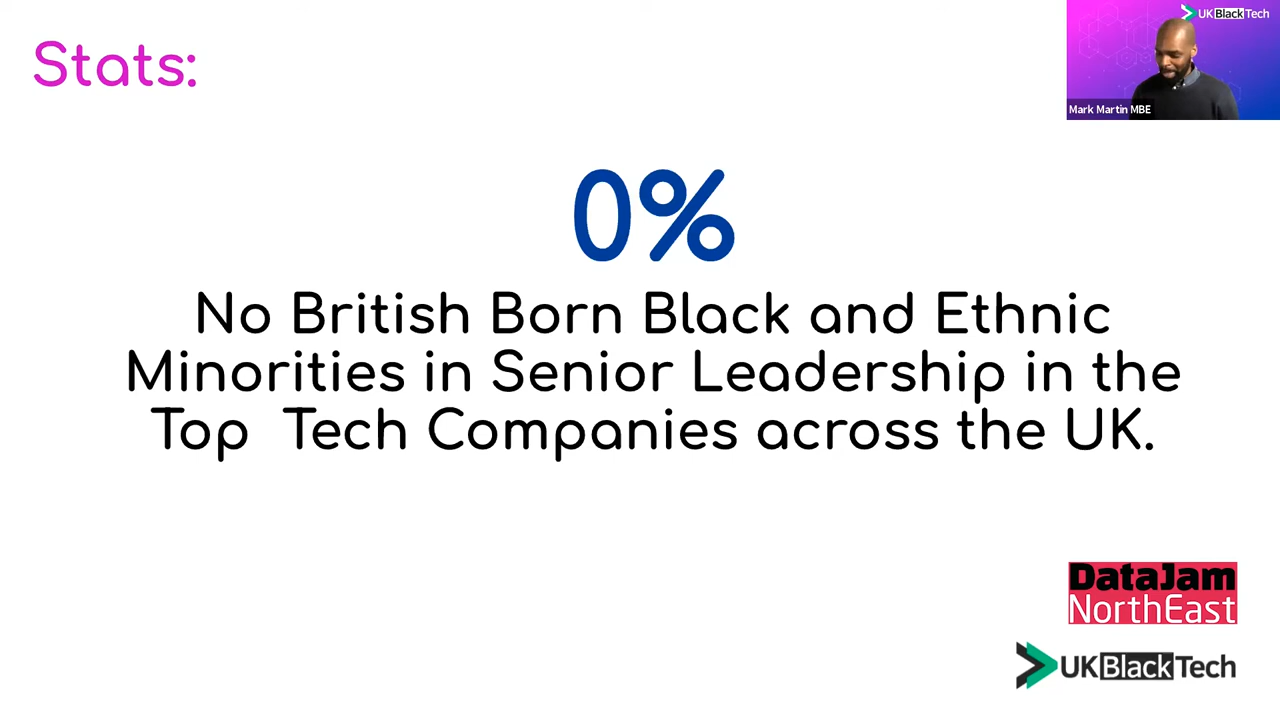 Stats:
UKBlackTech
Mark Martin MBE
0%
No British Born Black and Ethnic
Minorities in Senior Leadership in the
Top Tech Companies across the UK.
DataJam
NorthEast
UKBlackTech